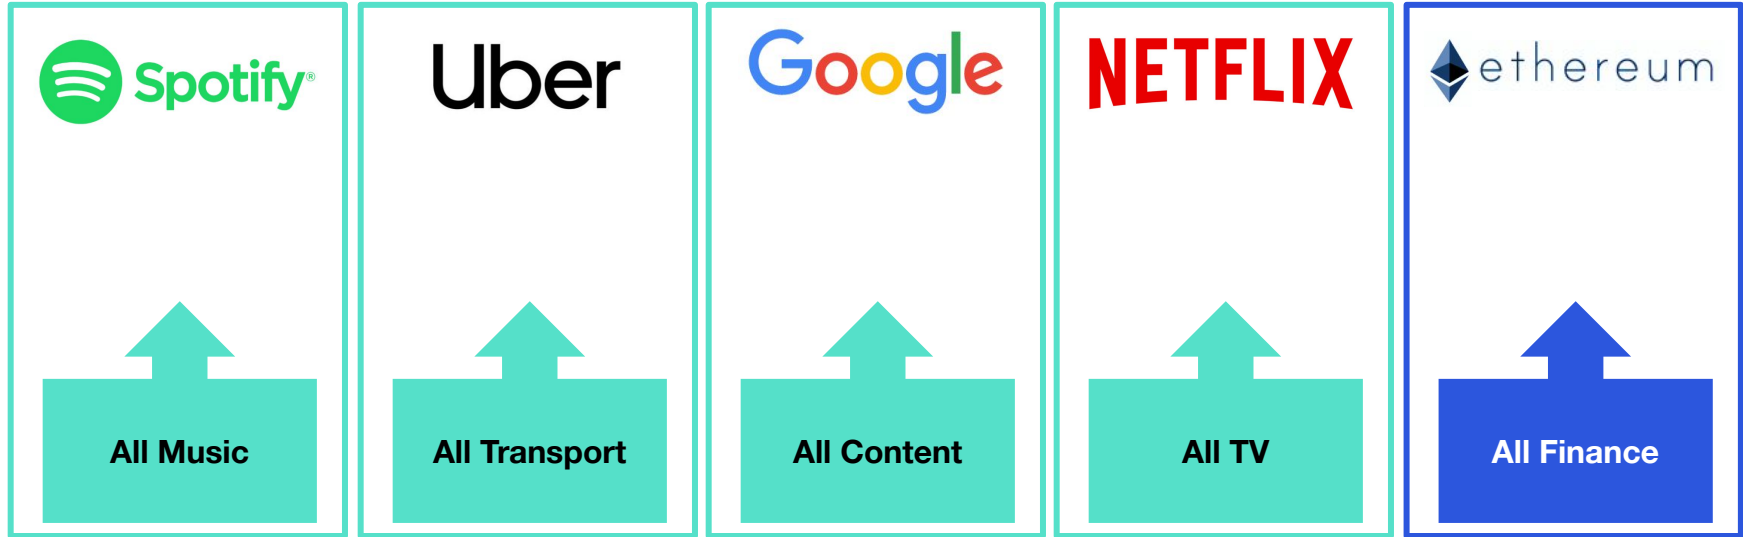 Spotify®
Uber
Google
NETFLIX
ethereum
All Music
All Transport
All Content
All TV
All Finance